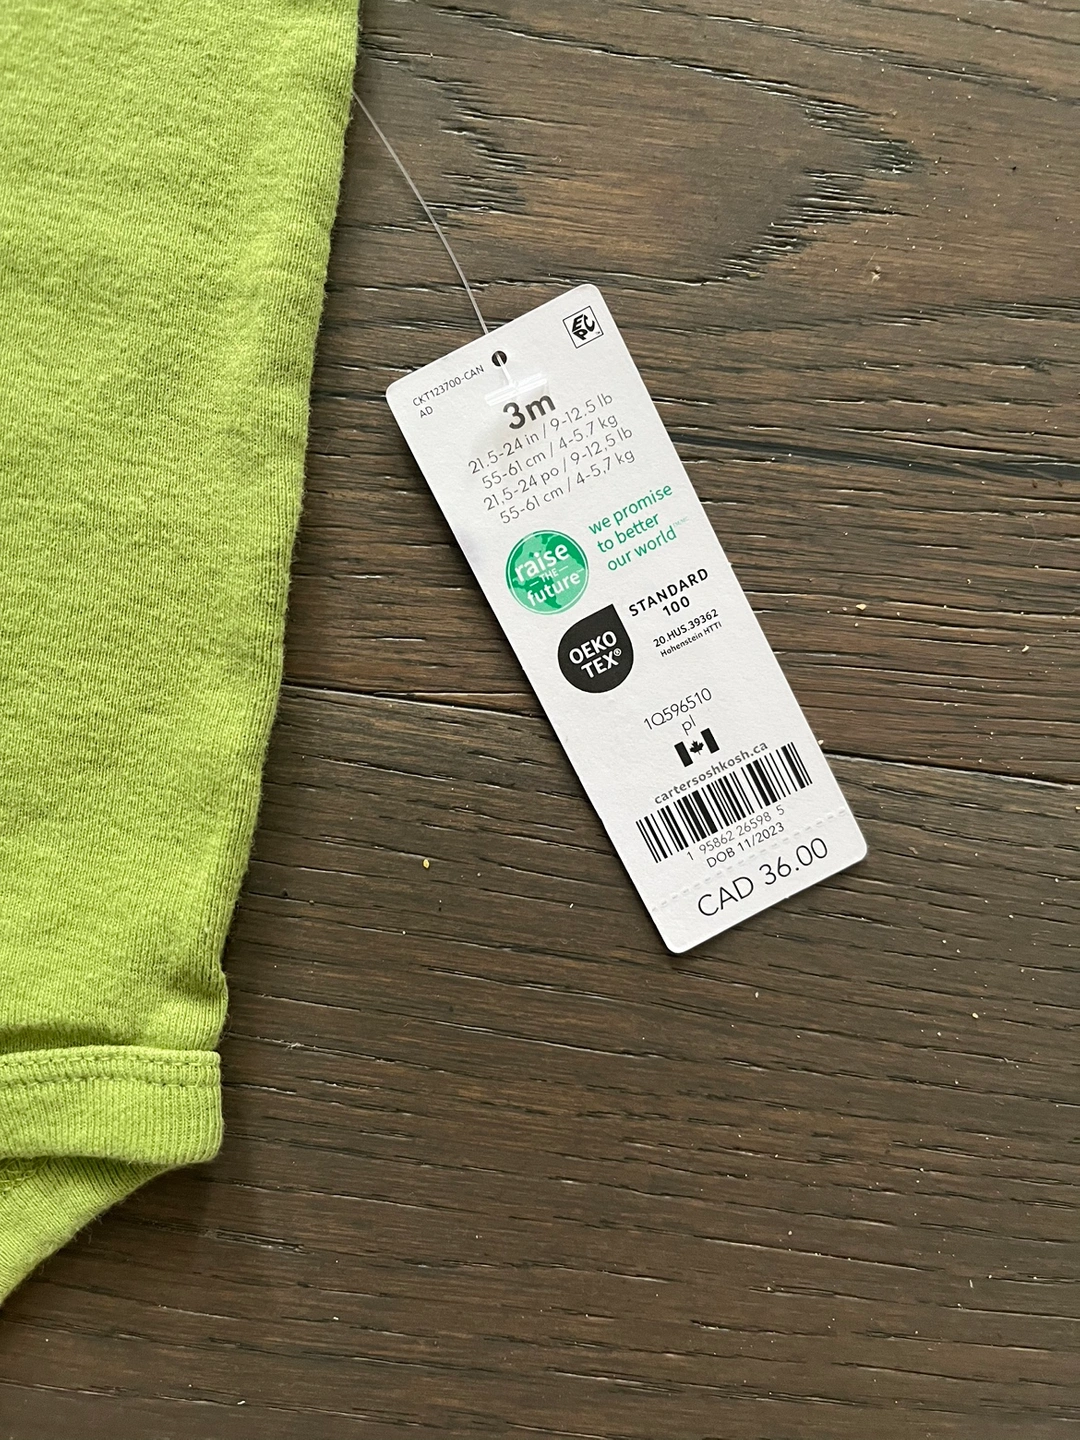 CKT123700-CAN
AD
EPC
3m
21.5-24 in / 9-12.5 lb
55-61 cm / 4-5.7 kg
21,5-24 po / 9-12,5 lb
55-61 cm / 4-5,7 kg
raise
THE
future
we promise
to better
our world
OEKO
TEX®
STANDARD
100
20.HUS.39362
Hohenstein HTTI
1Q596510
pl
cartersoshkosh.ca
1 95862 26598 5
DOB 11/2023
CAD 36.00